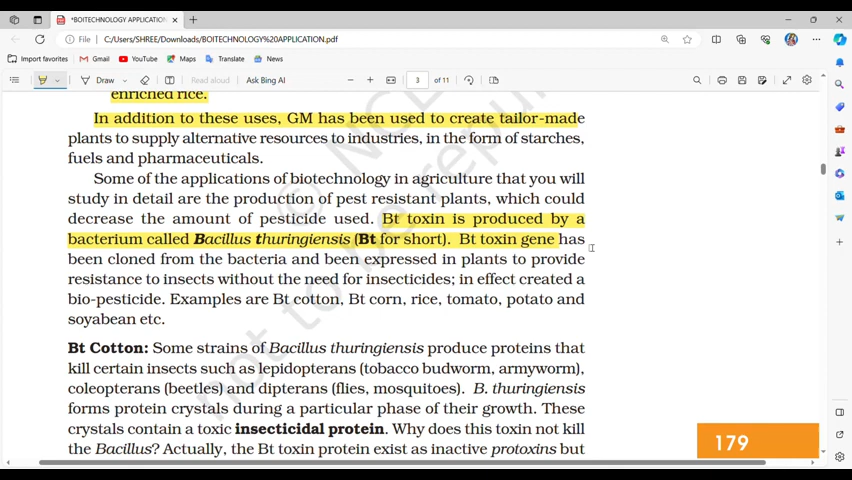 *BOITECHNOLOGY APPLICATION
File C:/Users/SHREE/Downloads/BOITECHNOLOGY%20APPLICATION.pdf
Import favorites Gmail YouTube Maps Translate News
Draw Read aloud Ask Bing AI 3 of 11
enriched rice.
In addition to these uses, GM has been used to create tailor-made
plants to supply alternative resources to industries, in the form of starches,
fuels and pharmaceuticals.
Some of the applications of biotechnology in agriculture that you will
study in detail are the production of pest resistant plants, which could
decrease the amount of pesticide used. Bt toxin is produced by a
bacterium called Bacillus thuringiensis (Bt for short). Bt toxin gene has
been cloned from the bacteria and been expressed in plants to provide
resistance to insects without the need for insecticides; in effect created a
bio-pesticide. Examples are Bt cotton, Bt corn, rice, tomato, potato and
soyabean etc.
Bt Cotton: Some strains of Bacillus thuringiensis produce proteins that
kill certain insects such as lepidopterans (tobacco budworm, armyworm),
coleopterans (beetles) and dipterans (flies, mosquitoes). B. thuringiensis
forms protein crystals during a particular phase of their growth. These
crystals contain a toxic insecticidal protein. Why does this toxin not kill
the Bacillus? Actually, the Bt toxin protein exist as inactive protoxins but
179
not to be repu